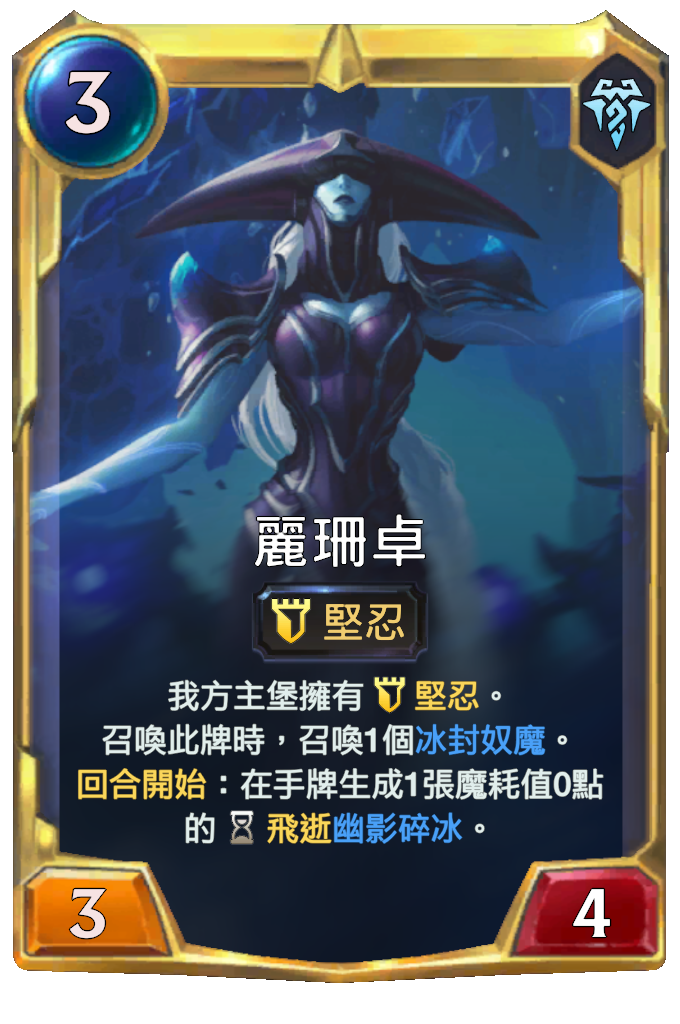 3
麗珊卓
堅忍
我方主堡擁有 堅忍。
召喚此牌時，召喚1個冰封奴魔。
回合開始：在手牌生成1張魔耗值0點
的 飛逝幽影碎冰。
3
4